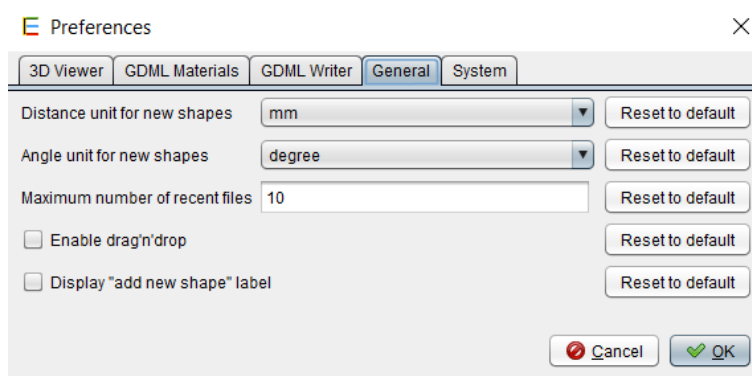 Preferences
3D Viewer GDML Materials GDML Writer General System
Distance unit for new shapes mm Reset to default
Angle unit for new shapes degree Reset to default
Maximum number of recent files 10 Reset to default
Enable drag'n'drop Reset to default
Display "add new shape" label Reset to default
Cancel OK